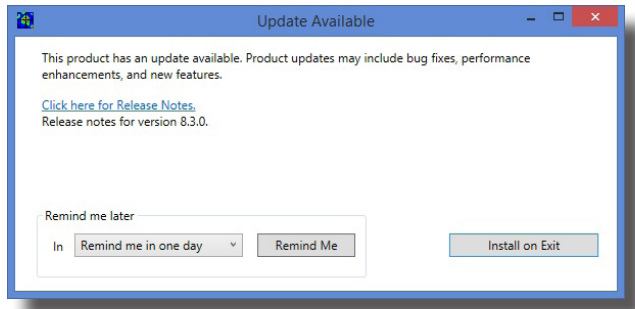 Update Available
This product has an update available. Product updates may include bug fixes, performance
enhancements, and new features.
Click here for Release Notes.
Release notes for version 8.3.0.
Remind me later
In Remind me in one day Remind Me Install on Exit